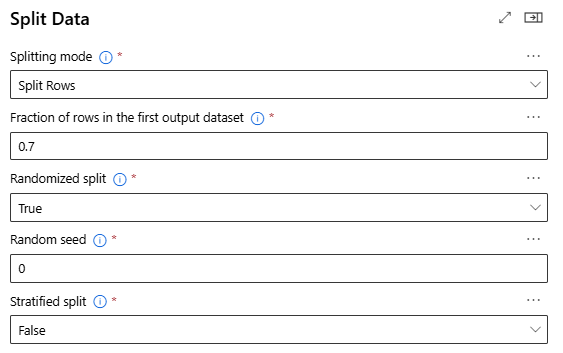 Split Data
Splitting mode *
Split Rows
Fraction of rows in the first output dataset *
0.7
Randomized split *
True
Random seed *
0
Stratified split *
False